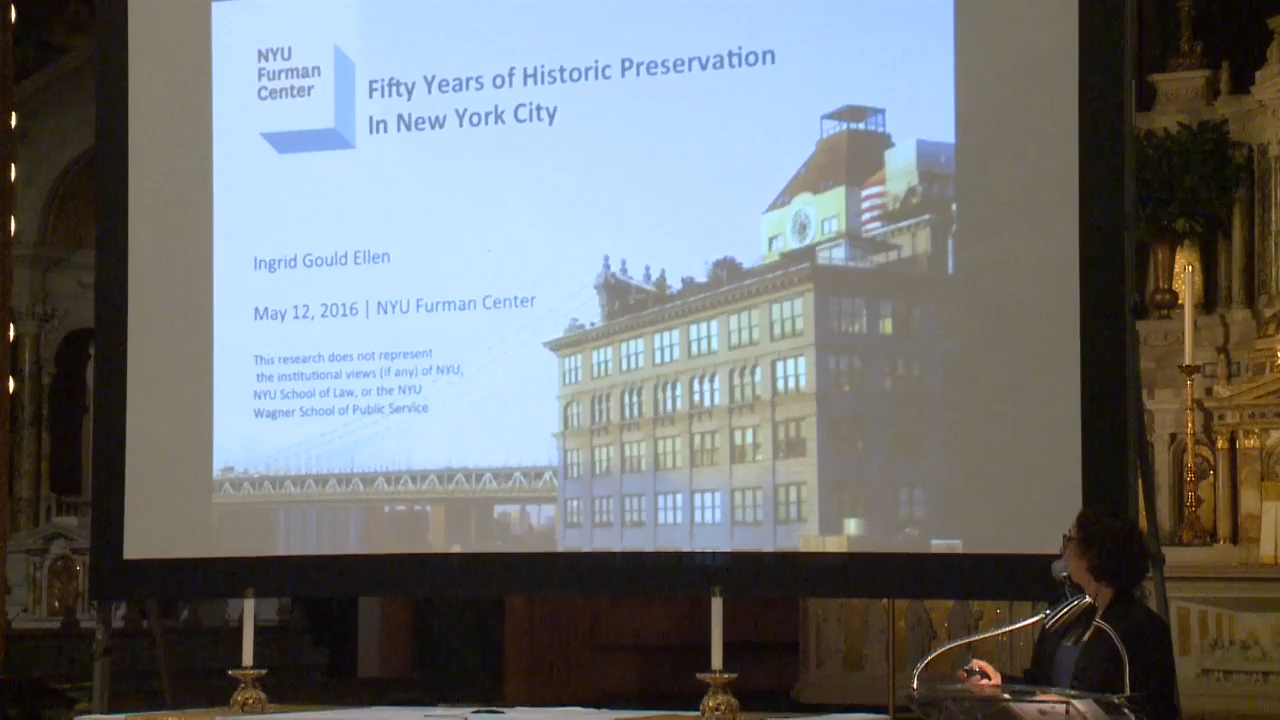 NYU
Furman
Center
Fifty Years of Historic Preservation
In New York City
Ingrid Gould Ellen
May 12, 2016 | NYU Furman Center
This research does not represent
the institutional views (if any) of NYU,
NYU School of Law, or the NYU
Wagner School of Public Service